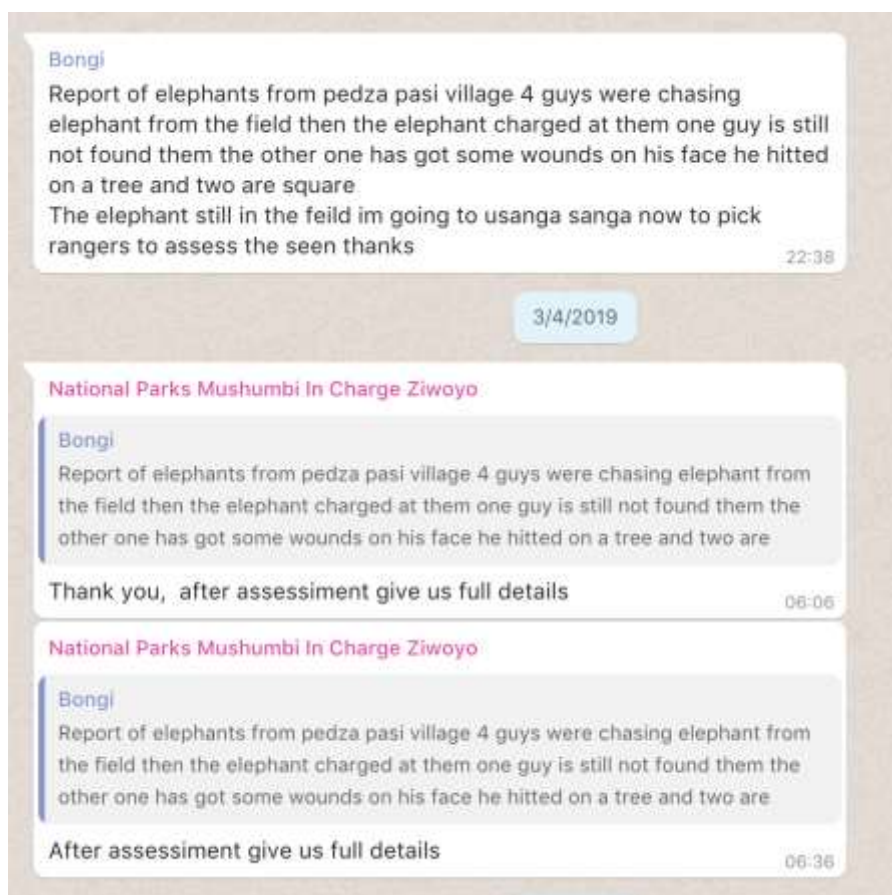 Bongi
Report of elephants from pedza pasi village 4 guys were chasing
elephant from the field then the elephant charged at them one guy is still
not found them the other one has got some wounds on his face he hitted
on a tree and two are square
The elephant still in the feild im going to usanga sanga now to pick
rangers to assess the seen thanks
22:38
3/4/2019
National Parks Mushumbi In Charge Ziwoyo
Bongi
Report of elephants from pedza pasi village 4 guys were chasing elephant from
the field then the elephant charged at them one guy is still not found them the
other one has got some wounds on his face he hitted on a tree and two are
Thank you, after assessiment give us full details
06:06
National Parks Mushumbi In Charge Ziwoyo
Bongi
Report of elephants from pedza pasi village 4 guys were chasing elephant from
the field then the elephant charged at them one guy is still not found them the
other one has got some wounds on his face he hitted on a tree and two are
After assessiment give us full details
06:36